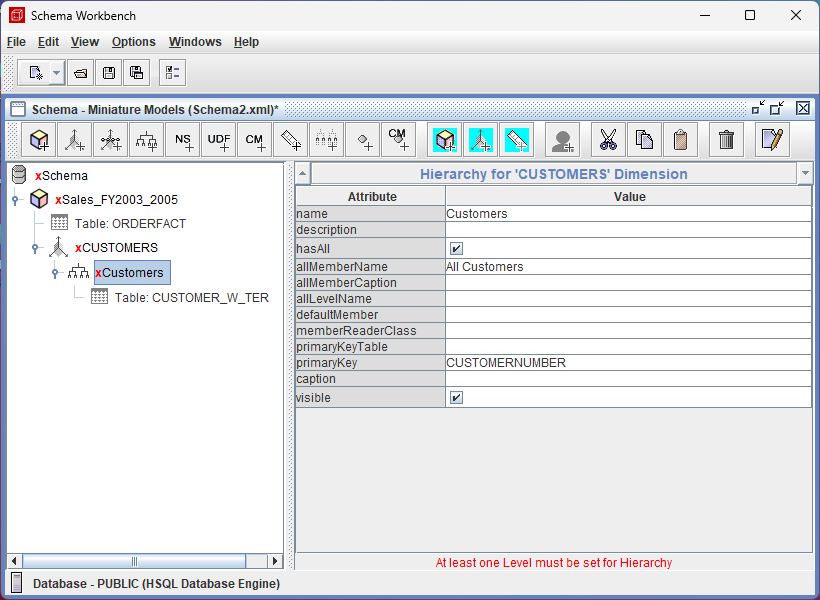 Schema Workbench
File Edit View Options Windows Help
Schema - Miniature Models (Schema2.xml)*
NS UDF CM CM
xSchema
xSales_FY2003_2005
Table: ORDERFACT
xCUSTOMERS
xCustomers
Table: CUSTOMER_W_TER
Hierarchy for 'CUSTOMERS' Dimension
Attribute Value
name Customers
description
hasAll
allMemberName All Customers
allMemberCaption
allLevelName
defaultMember
memberReaderClass
primaryKeyTable
primaryKey CUSTOMERNUMBER
caption
visible
At least one Level must be set for Hierarchy
Database - PUBLIC (HSQL Database Engine)